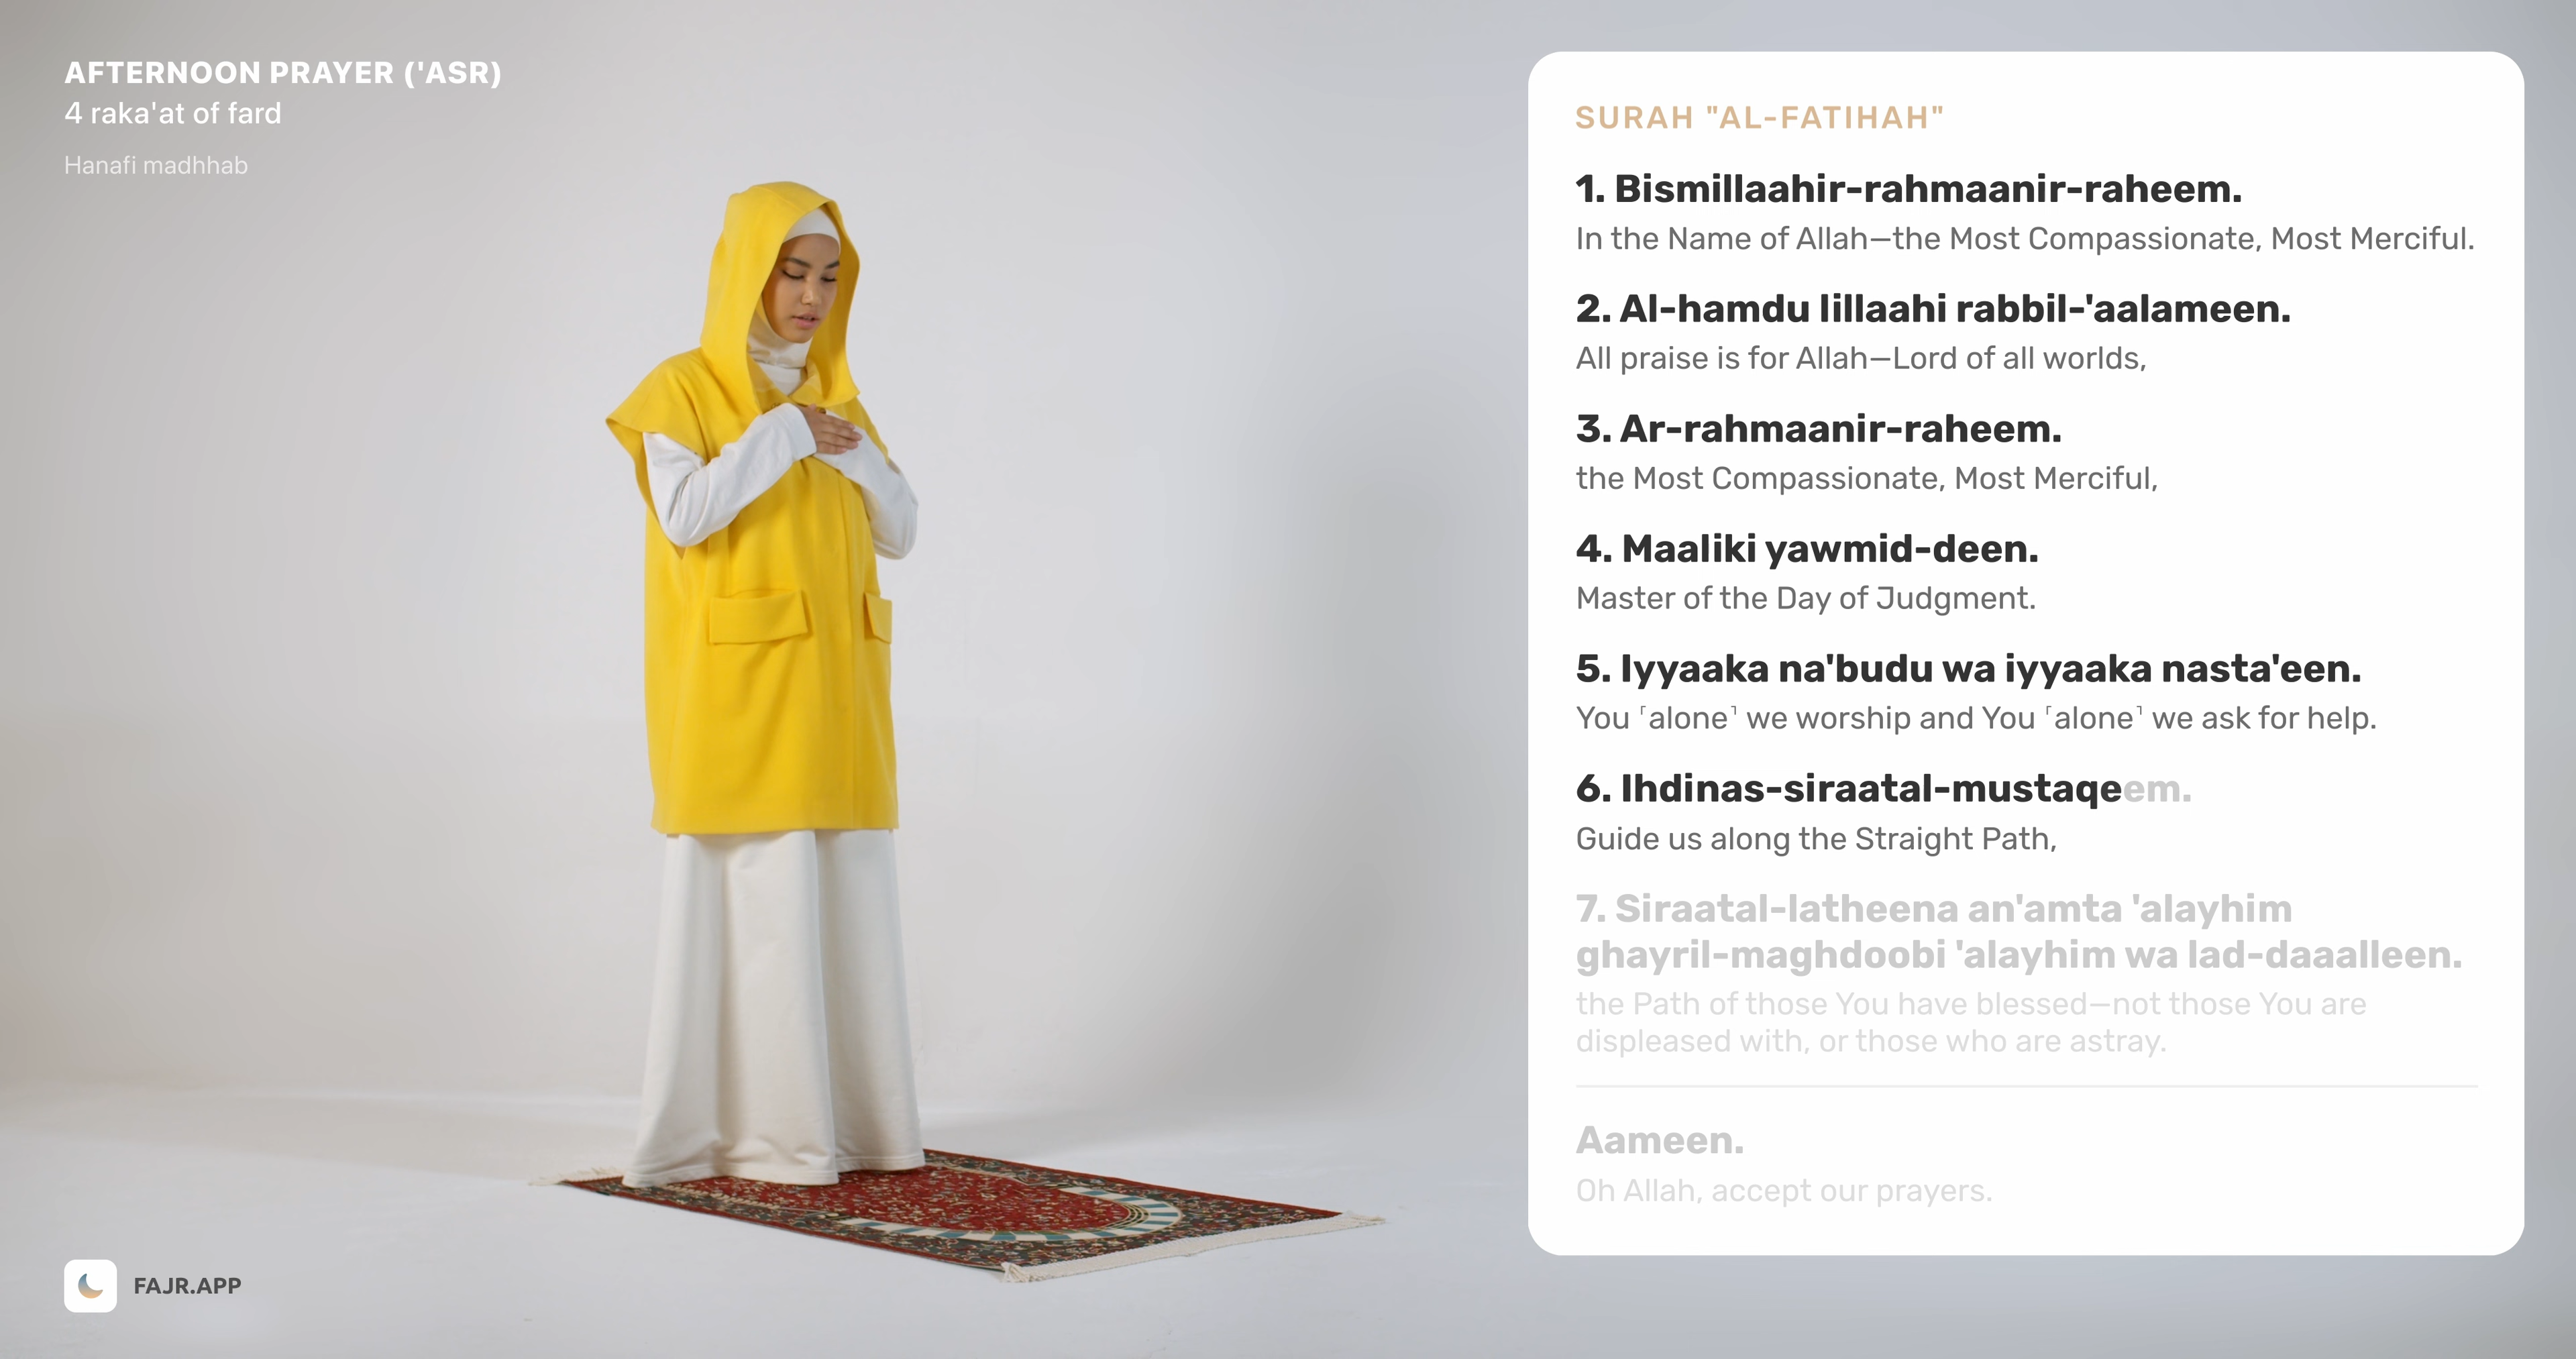 AFTERNOON PRAYER ('ASR)
4 raka'at of fard
Hanafi madhhab
SURAH "AL-FATIHAH"
1. Bismillaahir-rahmaanir-raheem.
In the Name of Allah—the Most Compassionate, Most Merciful.
2. Al-hamdu lillaahi rabbil-'aalameen.
All praise is for Allah—Lord of all worlds,
3. Ar-rahmaanir-raheem.
the Most Compassionate, Most Merciful,
4. Maaliki yawmid-deen.
Master of the Day of Judgment.
5. Iyyaaka na'budu wa iyyaaka nasta'een.
You ⸢alone⸣ we worship and You ⸢alone⸣ we ask for help.
6. Ihdinas-siraatal-mustaqeem.
Guide us along the Straight Path,
7. Siraatal-latheena an'amta 'alayhim
ghayril-maghdoobi 'alayhim wa lad-daaalleen.
the Path of those You have blessed—not those You are
displeased with, or those who are astray.
Aameen.
Oh Allah, accept our prayers.
FAJR.APP